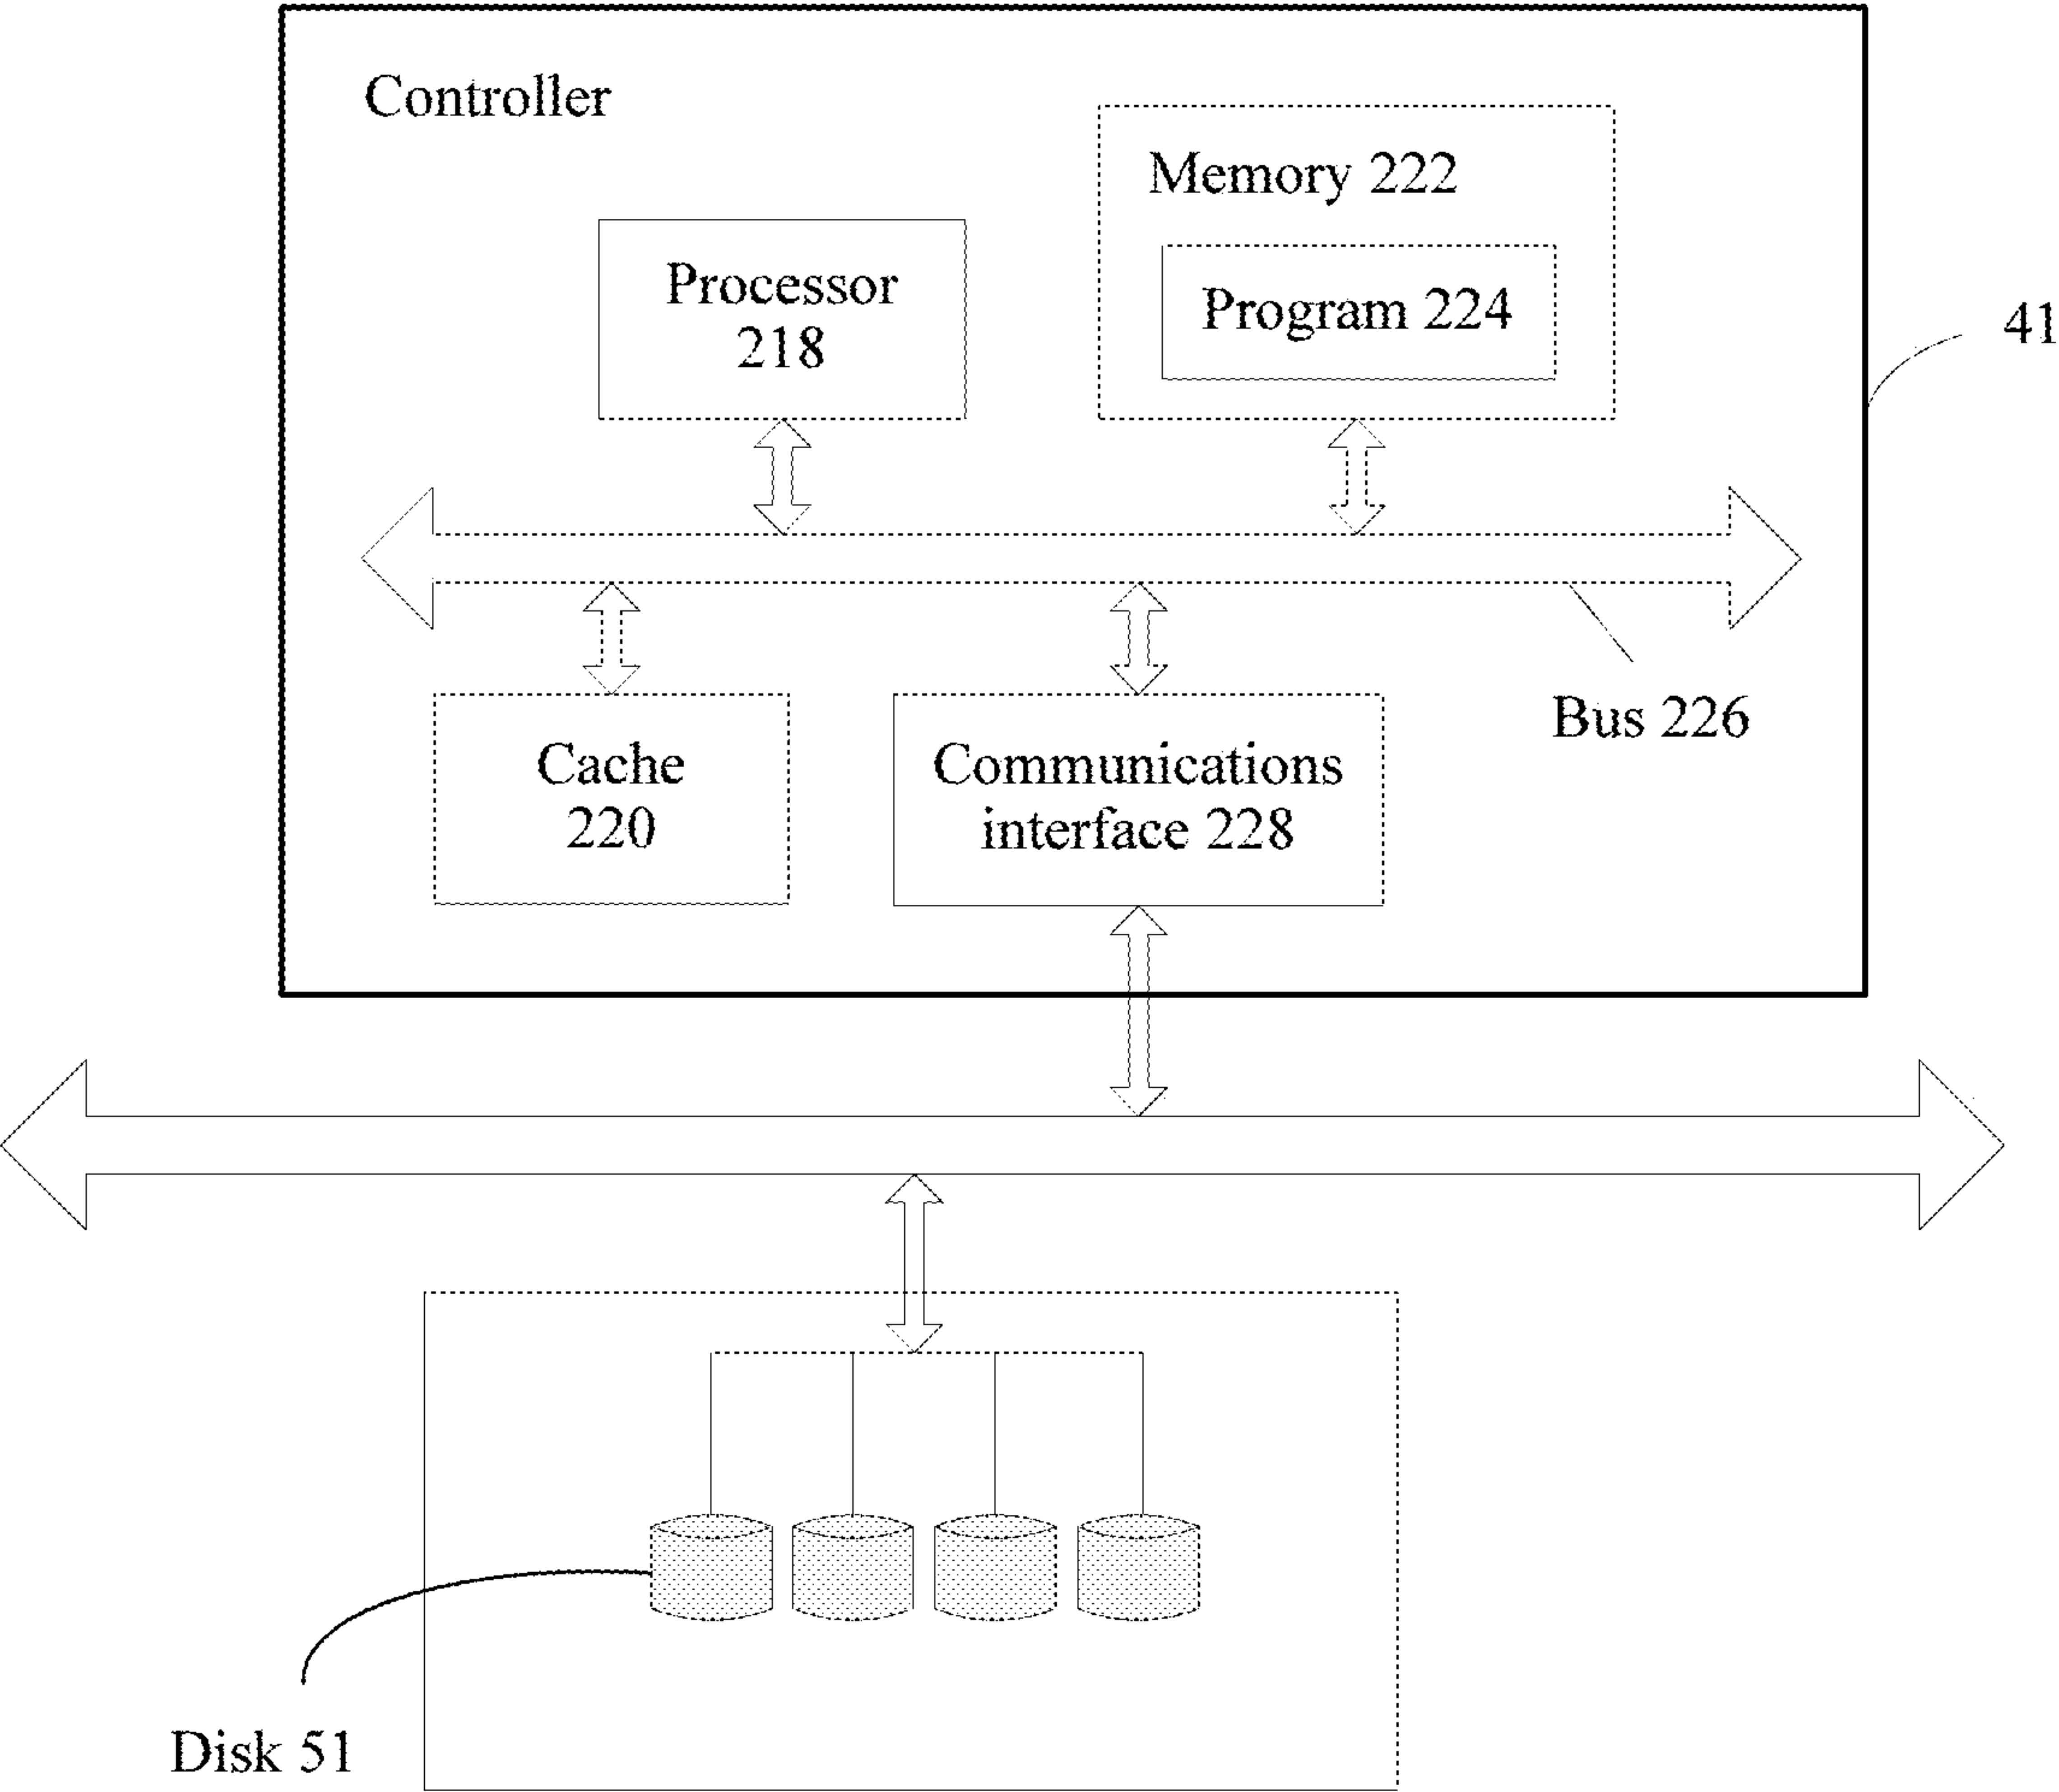 Controller
Memory 222
Processor
218
Program 224
41
Bus 226
Cache
220
Communications
interface 228
Disk 51